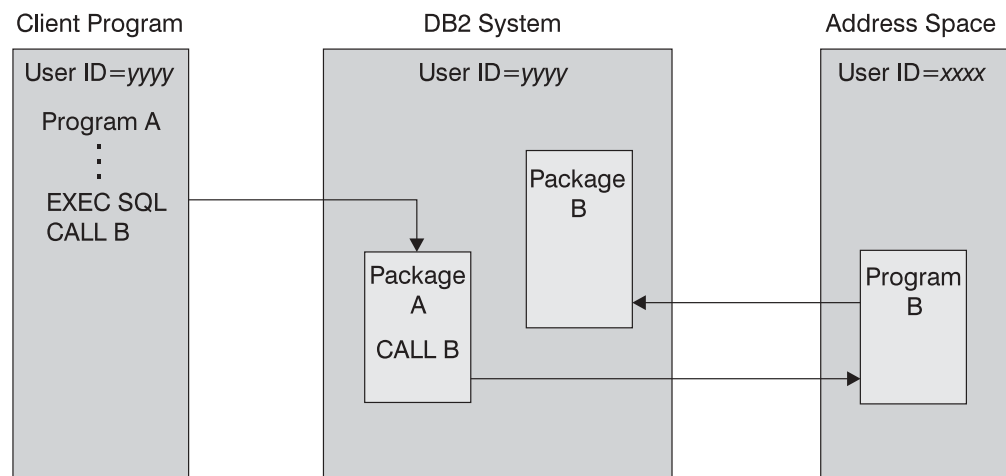 Client Program
DB2 System
Address Space
User ID=yyyy
User ID=yyyy
User ID=xxxx
Program A
EXEC SQL
CALL B
Package
B
Package
A
CALL B
Program
B